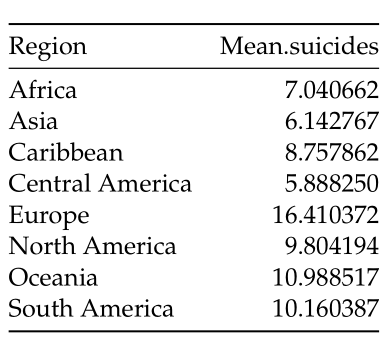 Region Mean.suicides
Africa 7.040662
Asia 6.142767
Caribbean 8.757862
Central America 5.888250
Europe 16.410372
North America 9.804194
Oceania 10.988517
South America 10.160387